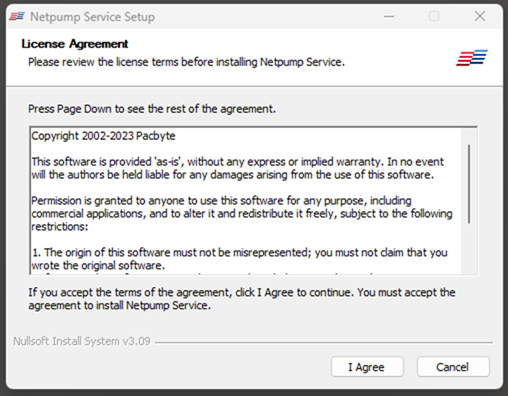 Netpump Service Setup
License Agreement
Please review the license terms before installing Netpump Service.
Press Page Down to see the rest of the agreement.
Copyright 2002-2023 Pacbyte
This software is provided 'as-is', without any express or implied warranty. In no event
will the authors be held liable for any damages arising from the use of this software.
Permission is granted to anyone to use this software for any purpose, including
commercial applications, and to alter it and redistribute it freely, subject to the following
restrictions:
1. The origin of this software must not be misrepresented; you must not claim that you
wrote the original software.
If you accept the terms of the agreement, click I Agree to continue. You must accept the
agreement to install Netpump Service.
Nullsoft Install System v3.09
I Agree
Cancel